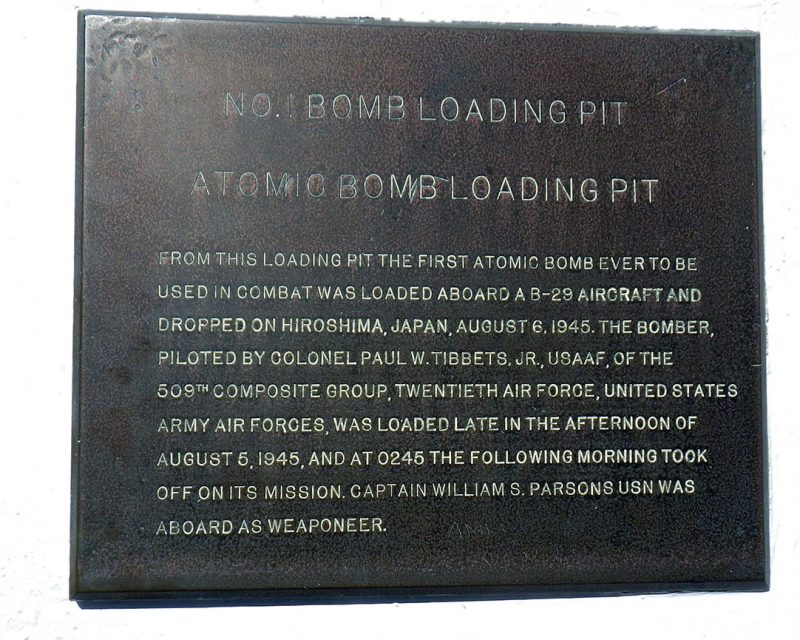 NO. 1 BOMB LOADING PIT
ATOMIC BOMB LOADING PIT
FROM THIS LOADING PIT THE FIRST ATOMIC BOMB EVER TO BE
USED IN COMBAT WAS LOADED ABOARD A B-29 AIRCRAFT AND
DROPPED ON HIROSHIMA, JAPAN, AUGUST 6, 1945. THE BOMBER,
PILOTED BY COLONEL PAUL W. TIBBETS, JR., USAAF, OF THE
509TH COMPOSITE GROUP, TWENTIETH AIR FORCE, UNITED STATES
ARMY AIR FORCES, WAS LOADED LATE IN THE AFTERNOON OF
AUGUST 5, 1945, AND AT 0245 THE FOLLOWING MORNING TOOK
OFF ON ITS MISSION. CAPTAIN WILLIAM S. PARSONS USN WAS
ABOARD AS WEAPONEER.